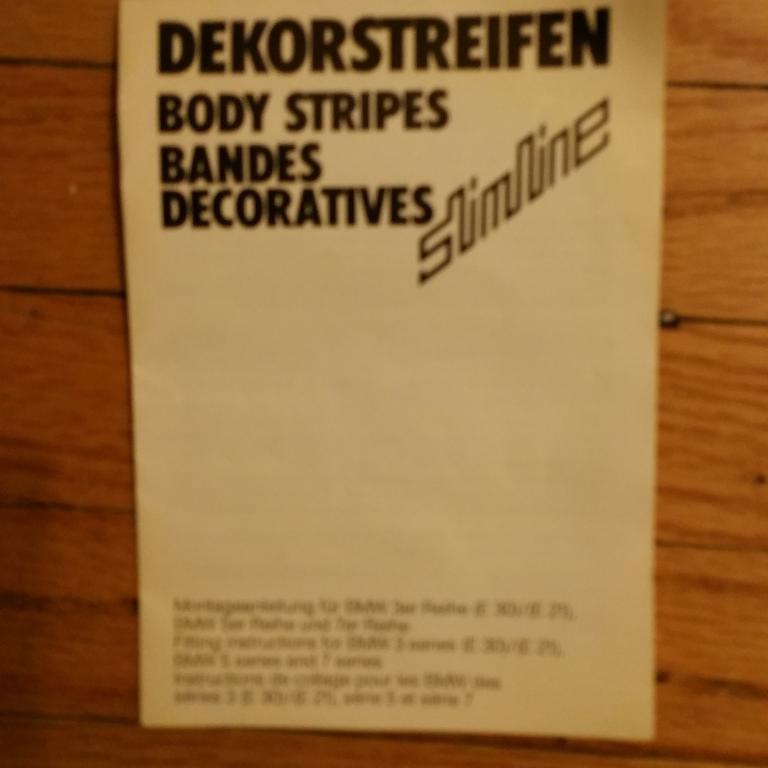 DEKORSTREIFEN
BODY STRIPES
BANDES
DECORATIVES
slimline
Montageanleitung für BMW 3er Reihe (E 30)/(E 21),
BMW 5er Reihe und 7er Reihe
Fitting instructions for BMW 3 series (E 30)/(E 21),
BMW 5 series and 7 series
Instructions de collage pour les BMW des
séries 3 (E 30)/(E 21), série 5 et série 7